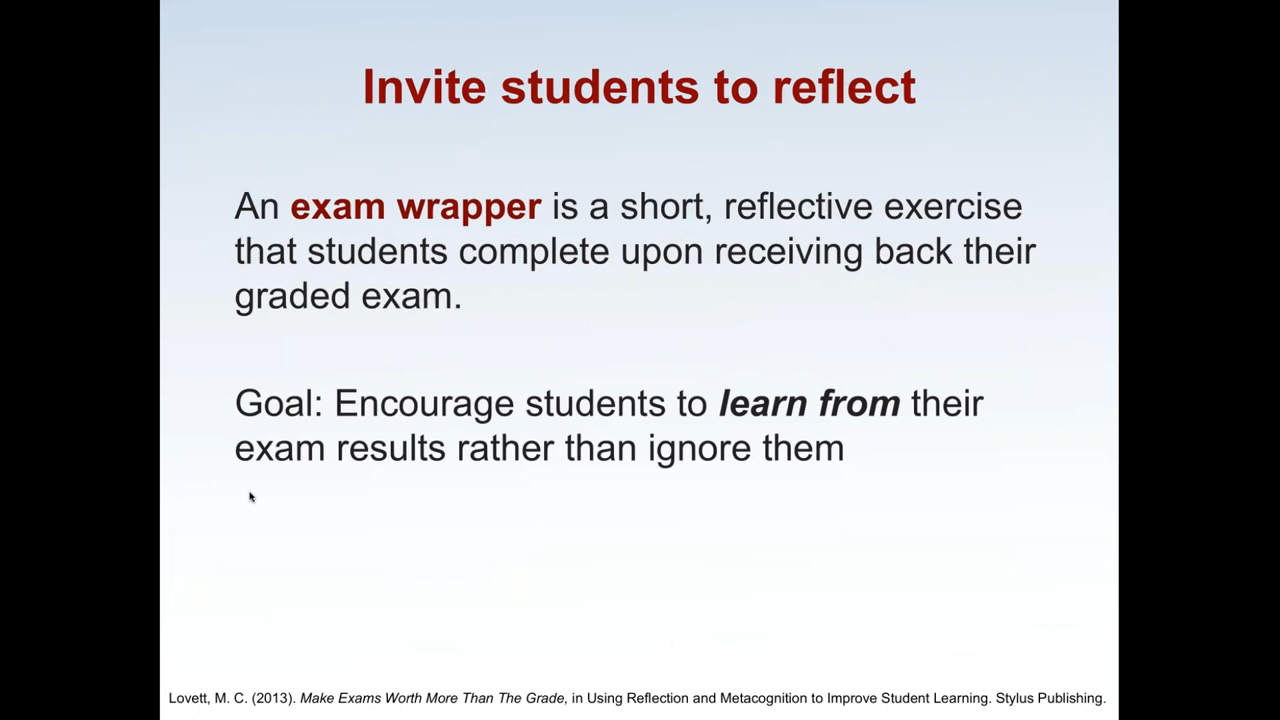 Invite students to reflect
An exam wrapper is a short, reflective exercise
that students complete upon receiving back their
graded exam.
Goal: Encourage students to learn from their
exam results rather than ignore them
Lovett, M. C. (2013). Make Exams Worth More Than The Grade, in Using Reflection and Metacognition to Improve Student Learning. Stylus Publishing.